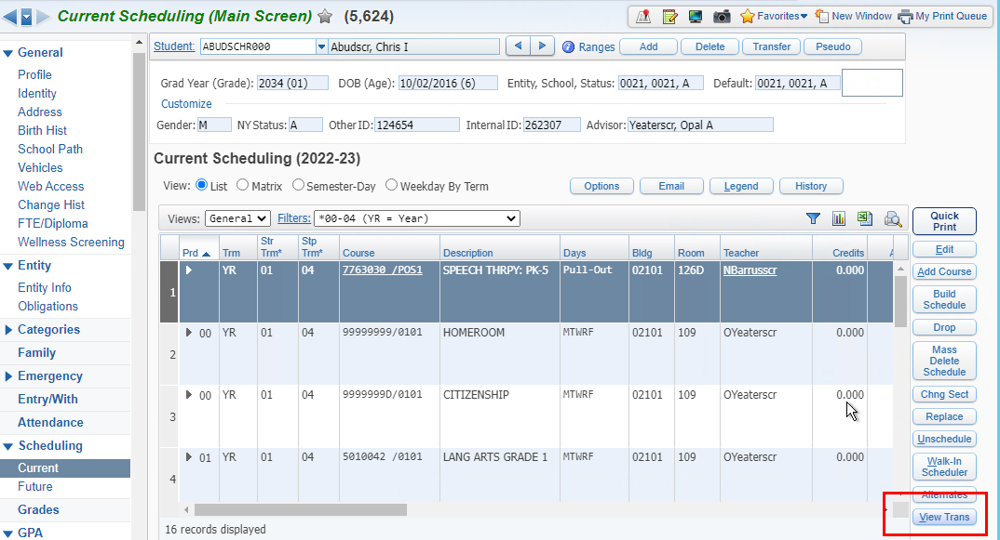 Current Scheduling (Main Screen) (5,624) Favorites New Window My Print Queue
General
Profile
Identity
Address
Birth Hist
School Path
Vehicles
Web Access
Change Hist
FTE/Diploma
Wellness Screening
Entity
Entity Info
Obligations
Categories
Family
Emergency
Entry/With
Attendance
Scheduling
Current
Future
Grades
GPA
Student: ABUDSCHR000 Abudscr, Chris I Ranges Add Delete Transfer Pseudo
Grad Year (Grade): 2034 (01) DOB (Age): 10/02/2016 (6) Entity, School, Status: 0021, 0021, A Default: 0021, 0021, A
Customize
Gender: M NY Status: A Other ID: 124654 Internal ID: 262307 Advisor: Yeaterscr, Opal A
Current Scheduling (2022-23)
View: List Matrix Semester-Day Weekday By Term Options Email Legend History
Views: General Filters: *00-04 (YR = Year)
Prd Trm Str Trm* Stp Trm* Course Description Days Bldg Room Teacher Credits
1 YR 01 04 7763030 /POS1 SPEECH THRPY: PK-5 Pull-Out 02101 126D NBarrusscr 0.000
2 00 YR 01 04 99999999/0101 HOMEROOM MTWRF 02101 109 OYeaterscr 0.000
3 00 YR 01 04 9999999D/0101 CITIZENSHIP MTWRF 02101 109 OYeaterscr 0.000
4 01 YR 01 04 5010042 /0101 LANG ARTS GRADE 1 MTWRF 02101 109 OYeaterscr 0.000
16 records displayed
Quick
Print
Edit
Add Course
Build
Schedule
Drop
Mass
Delete
Schedule
Chng Sect
Replace
Unschedule
Walk-In
Scheduler
Alternates
View Trans